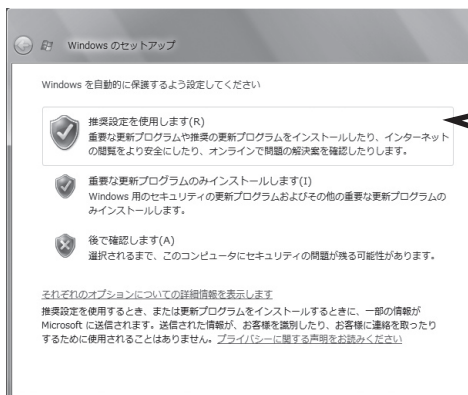 Windows のセットアップ
Windows を自動的に保護するよう設定してください
推奨設定を使用します(R)
重要な更新プログラムや推奨の更新プログラムをインストールしたり、インターネット
の閲覧をより安全にしたり、オンラインで問題の解決案を確認したりします。
重要な更新プログラムのみインストールします(I)
Windows 用のセキュリティの更新プログラムおよびその他の重要な更新プログラムの
みインストールします。
後で確認します(A)
選択されるまで、このコンピュータにセキュリティの問題が残る可能性があります。
それぞれのオプションについての詳細情報を表示します
推奨設定を使用するとき、または更新プログラムをインストールするときに、一部の情報が
Microsoft に送信されます。送信された情報が、お客様を識別したり、お客様に連絡を取ったり
するために使用されることはありません。プライバシーに関する声明をお読みください